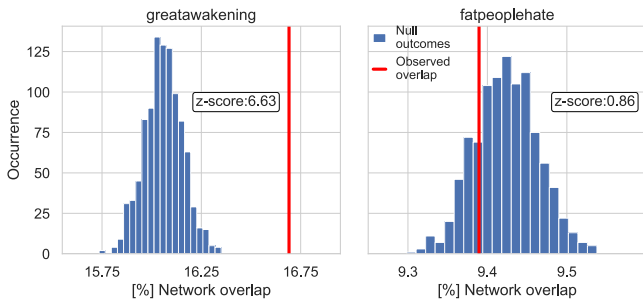 greatawakening
fatpeoplehate
Occurrence
125
100
75
50
25
0
z-score:6.63
15.75
16.25
16.75
[%] Network overlap
Null
outcomes
Observed
overlap
z-score:0.86
9.3
9.4
9.5
[%] Network overlap